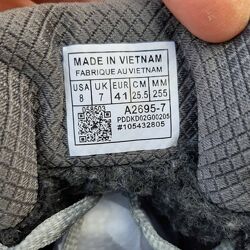 MADE IN VIETNAM
FABRIQUE AU VIETNAM
USA UK EUR CM MM
8 7 41 25.5 255
058503
A2695-7
PDDKD02G00205
#105432805